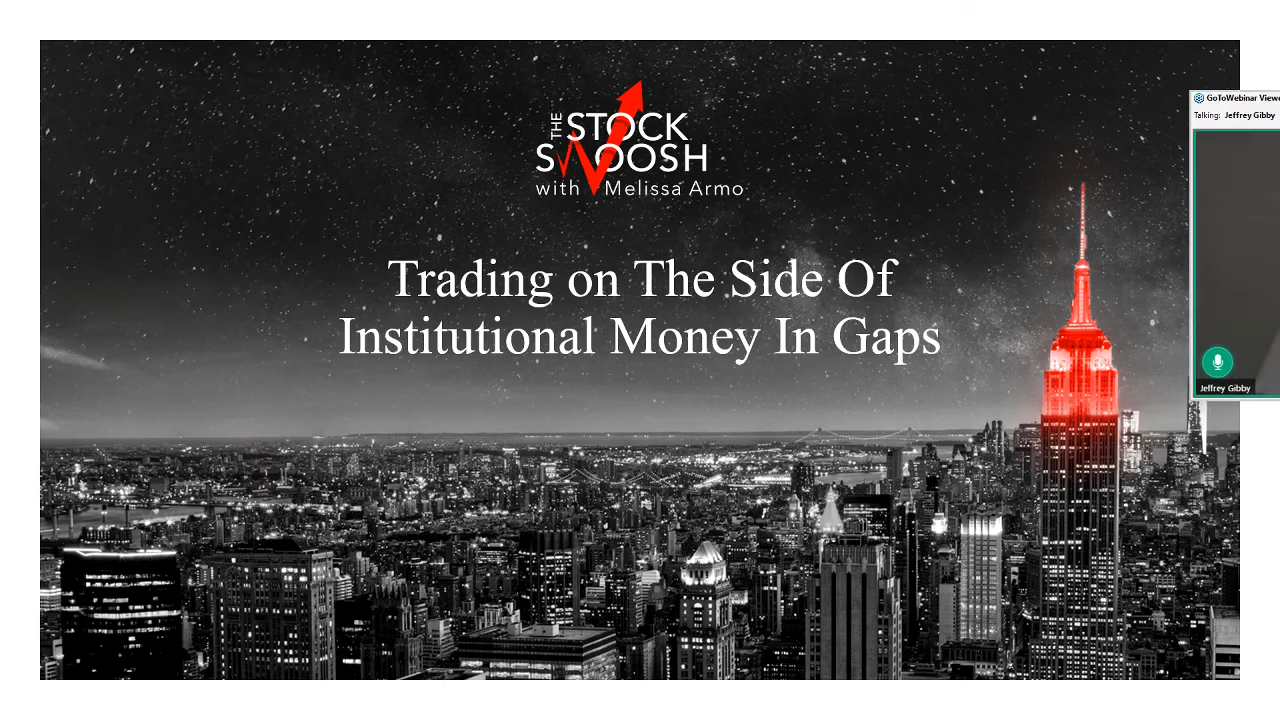 THE STOCK
SWOOSH
with Melissa Armo
Trading on The Side Of
Institutional Money In Gaps
GoToWebinar Viewe
Talking: Jeffrey Gibby
Jeffrey Gibby